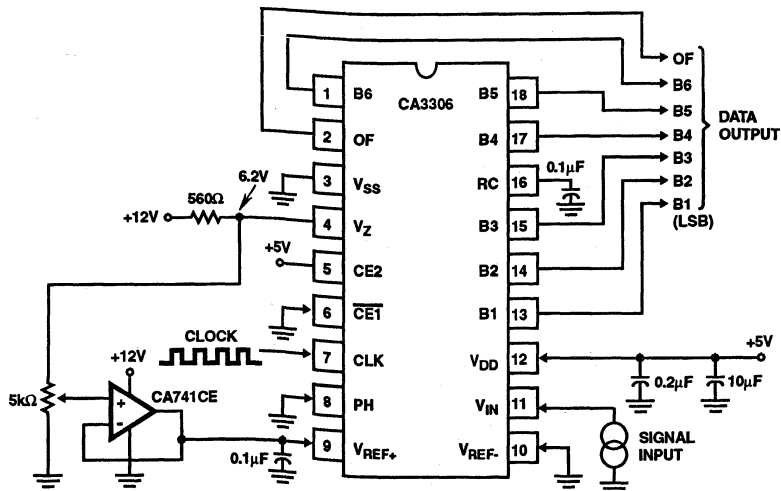 OF
B6
B5
B4
B3
B2
B1
(LSB)
DATA
OUTPUT
CA3306
1 B6
2 OF
3 VSS
4 VZ
5 CE2
6 CE1
7 CLK
8 PH
9 VREF+
B5 18
B4 17
RC 16
B3 15
B2 14
B1 13
VDD 12
VIN 11
VREF- 10
0.1μF
6.2V
560Ω
+12V
+5V
CLOCK
+12V
CA741CE
5kΩ
+
-
0.1μF
+5V
0.2μF
10μF
SIGNAL
INPUT